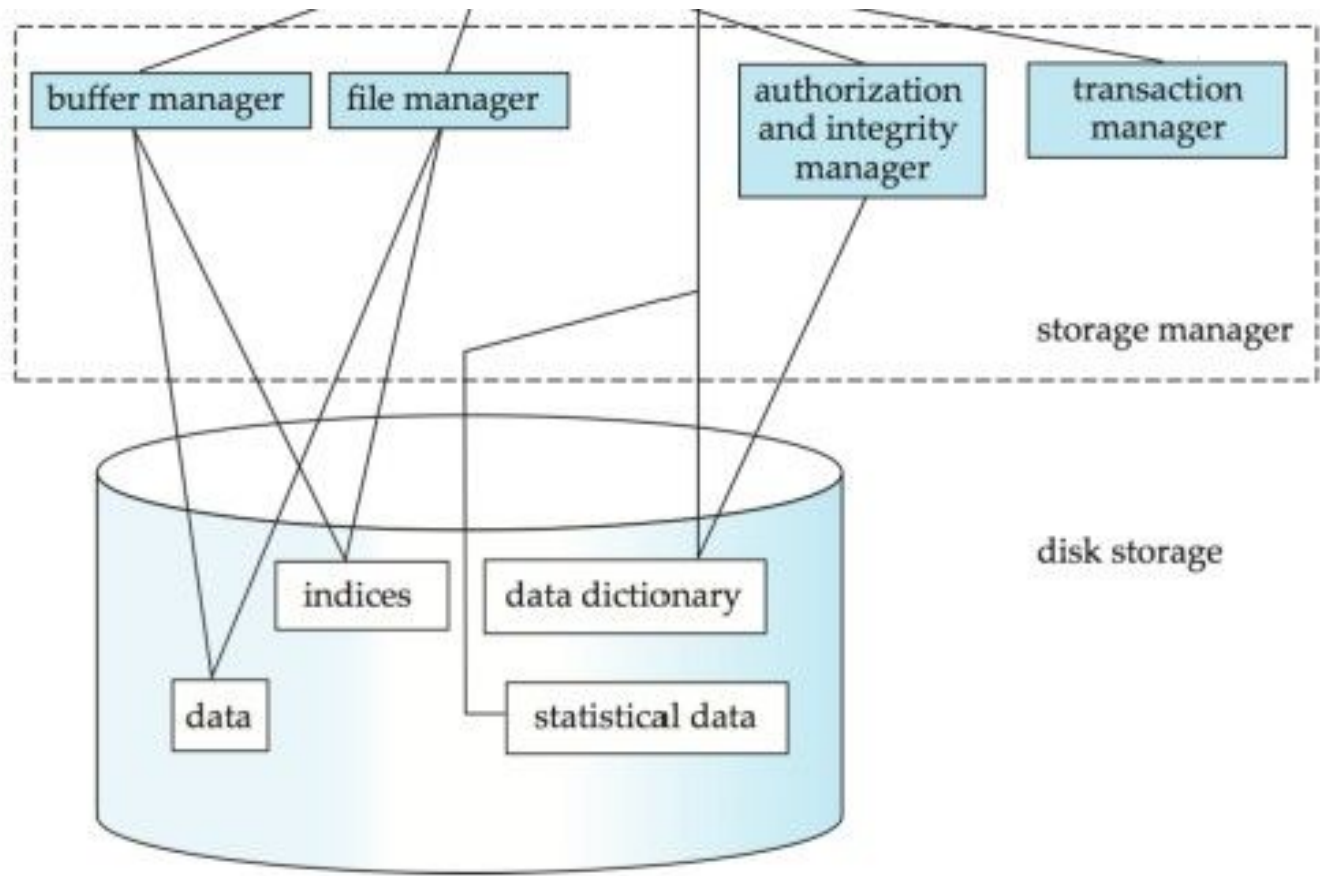 buffer manager
file manager
authorization
and integrity
manager
transaction
manager
storage manager
disk storage
indices
data dictionary
data
statistical data